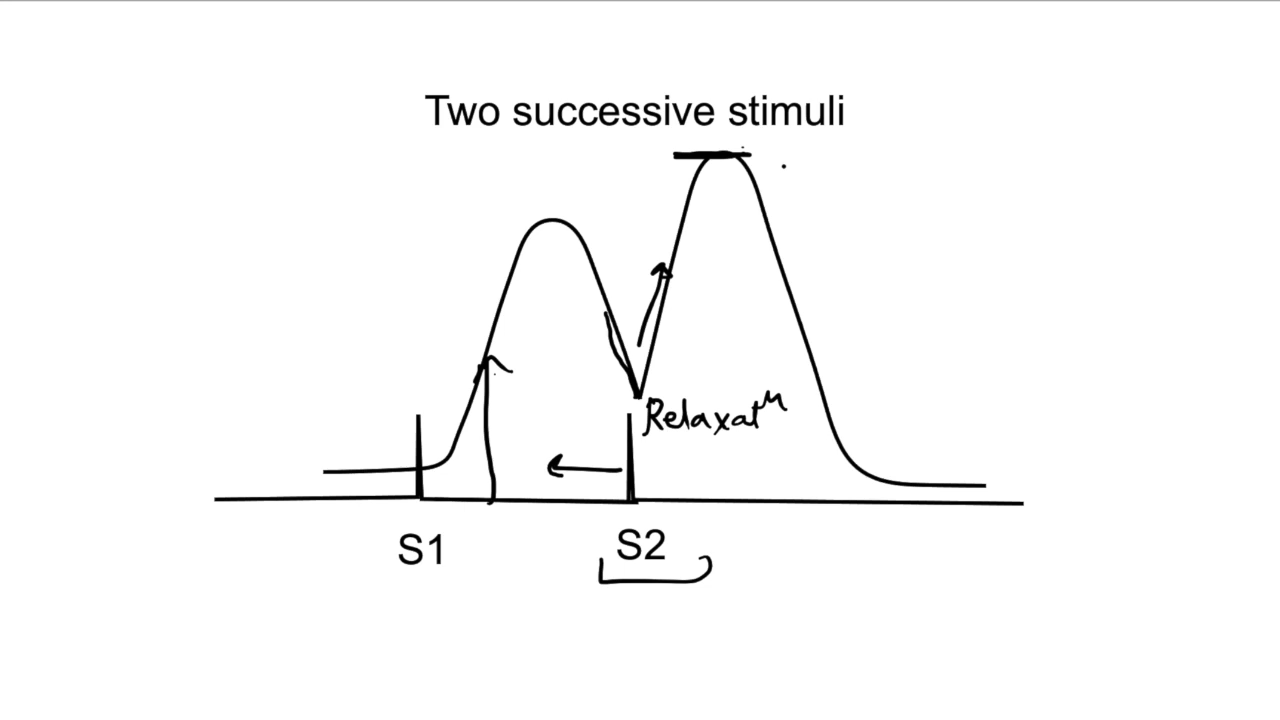 Two successive stimuli
Relaxatⁿ
S1
S2